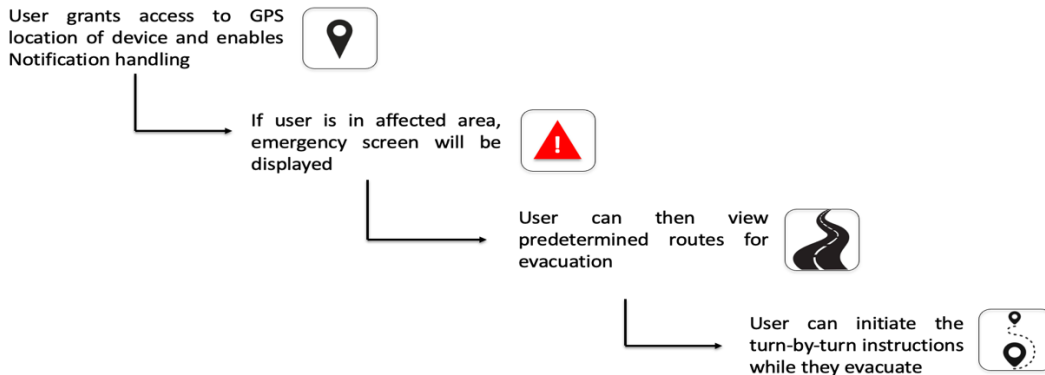 User grants access to GPS
location of device and enables
Notification handling
If user is in affected area,
emergency screen will be
displayed
!
User can then view
predetermined routes for
evacuation
User can initiate the
turn-by-turn instructions
while they evacuate